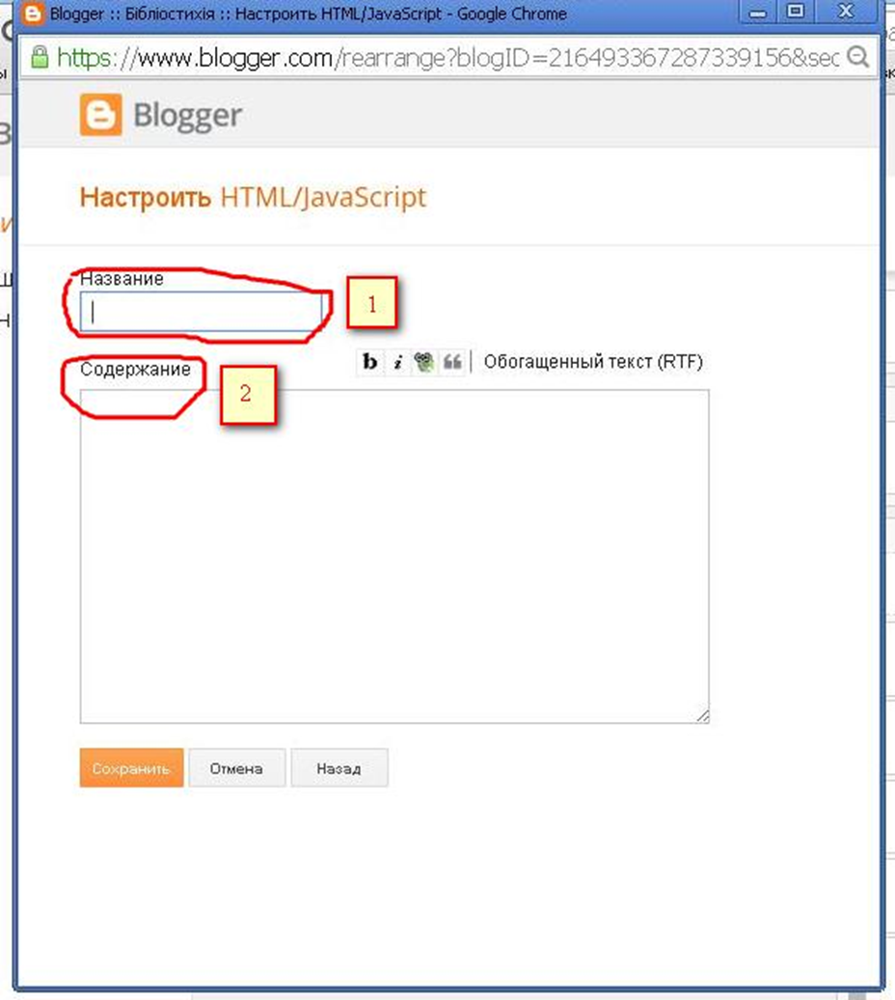 Blogger :: Бібліостихія :: Настроить HTML/JavaScript - Google Chrome
https://www.blogger.com/rearrange?blogID=216493367287339156&sec
Blogger
Настроить HTML/JavaScript
Название
1
Содержание
b i Обогащенный текст (RTF)
2
Сохранить Отмена Назад